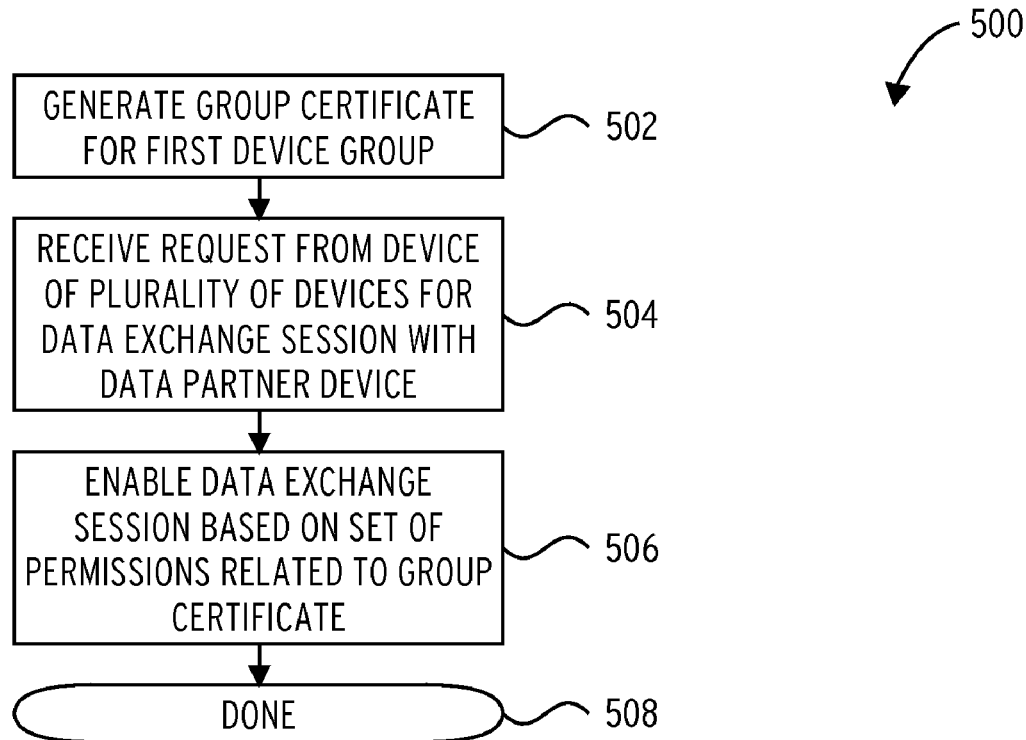 500
GENERATE GROUP CERTIFICATE
FOR FIRST DEVICE GROUP
502
RECEIVE REQUEST FROM DEVICE
OF PLURALITY OF DEVICES FOR
DATA EXCHANGE SESSION WITH
DATA PARTNER DEVICE
504
ENABLE DATA EXCHANGE
SESSION BASED ON SET OF
PERMISSIONS RELATED TO GROUP
CERTIFICATE
506
DONE
508